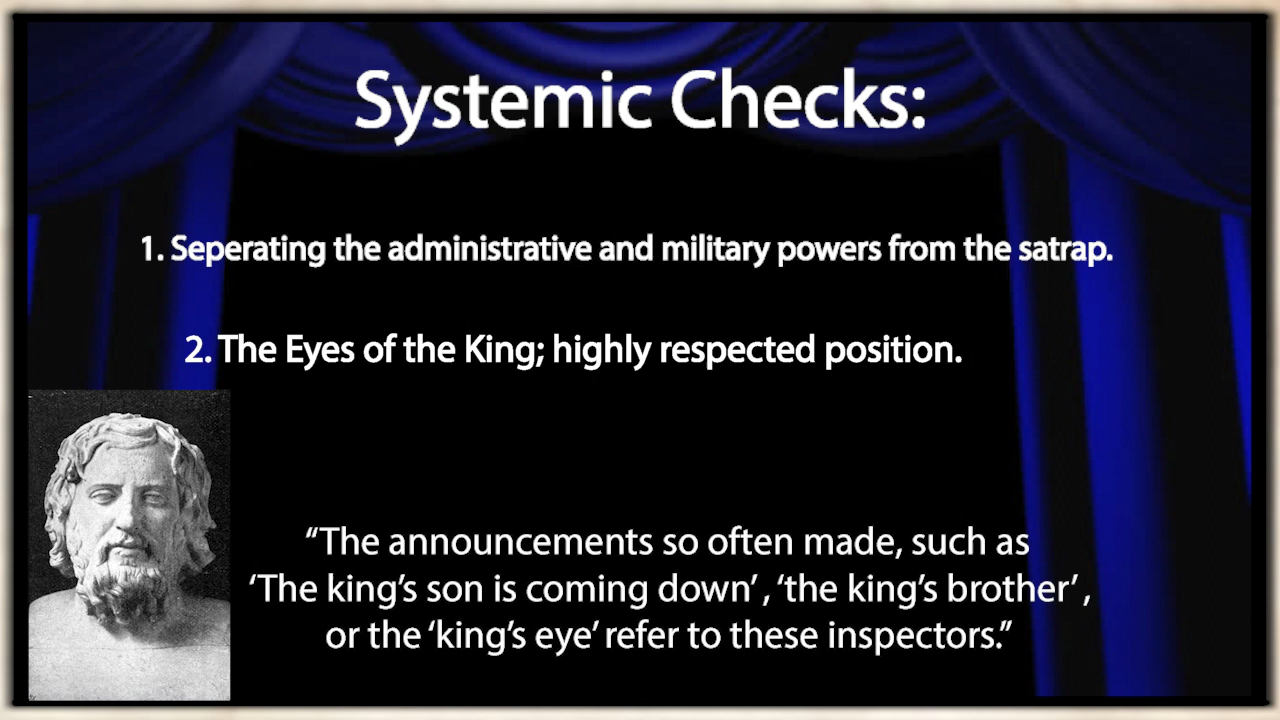 Systemic Checks:
1. Seperating the administrative and military powers from the satrap.
2. The Eyes of the King; highly respected position.
“The announcements so often made, such as
‘The king’s son is coming down’ , ‘the king’s brother’ ,
or the ‘king’s eye’ refer to these inspectors.”